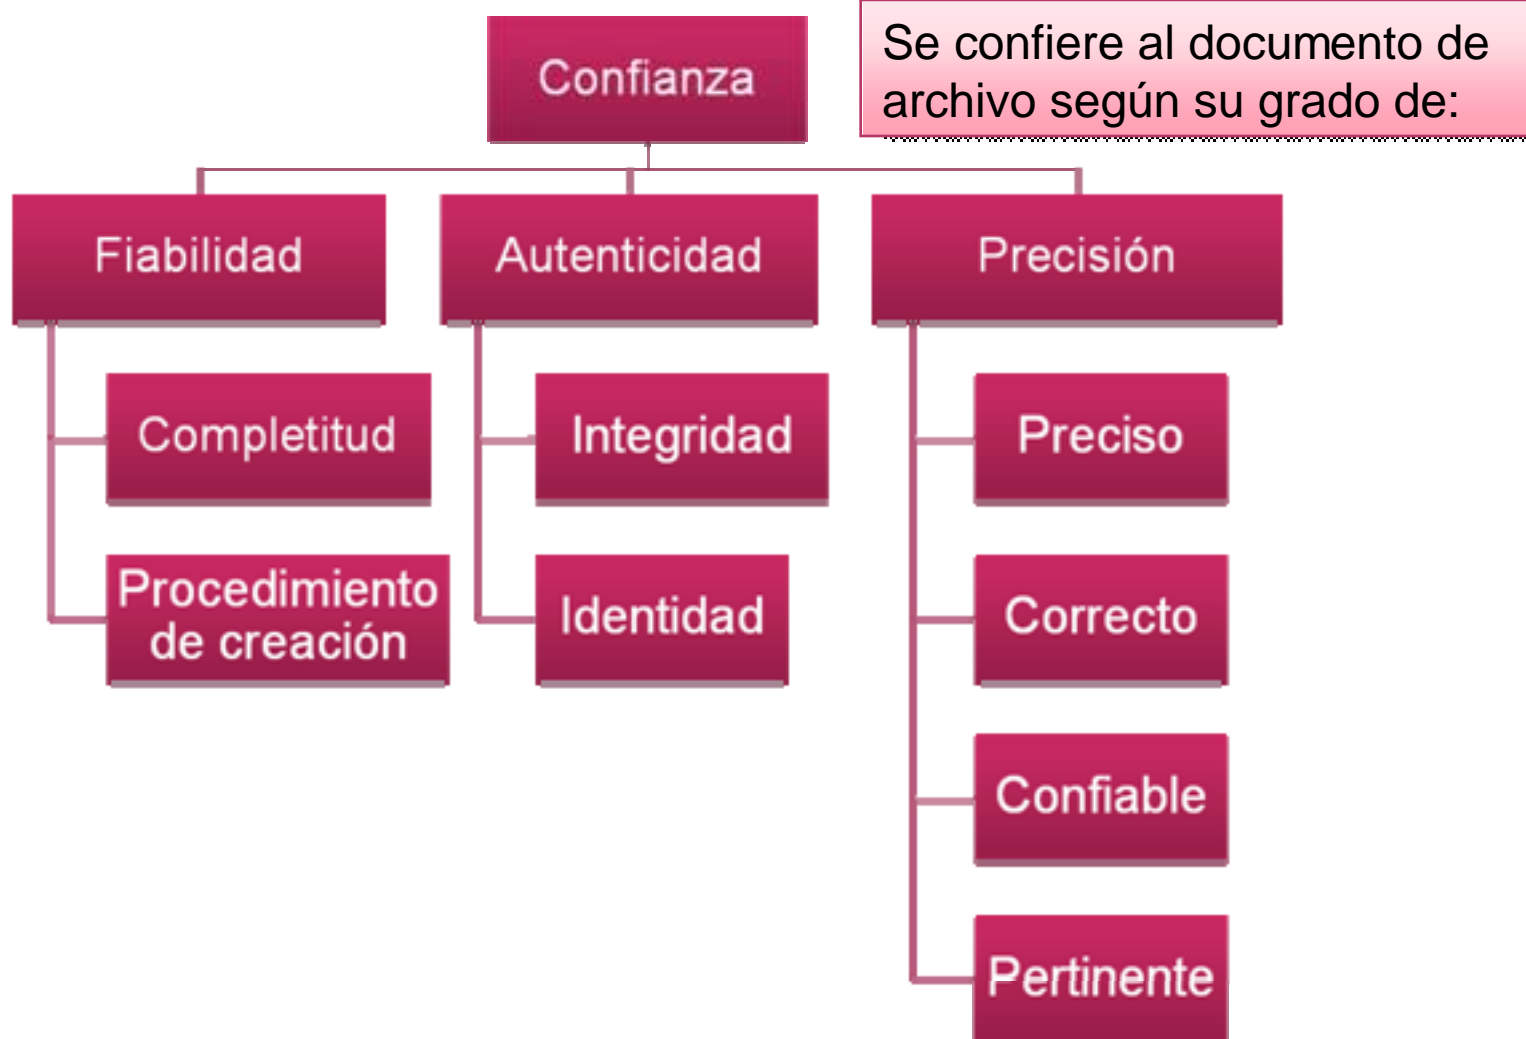 Confianza
Se confiere al documento de
archivo según su grado de:
Fiabilidad
Autenticidad
Precisión
Completitud
Integridad
Preciso
Procedimiento
de creación
Identidad
Correcto
Confiable
Pertinente